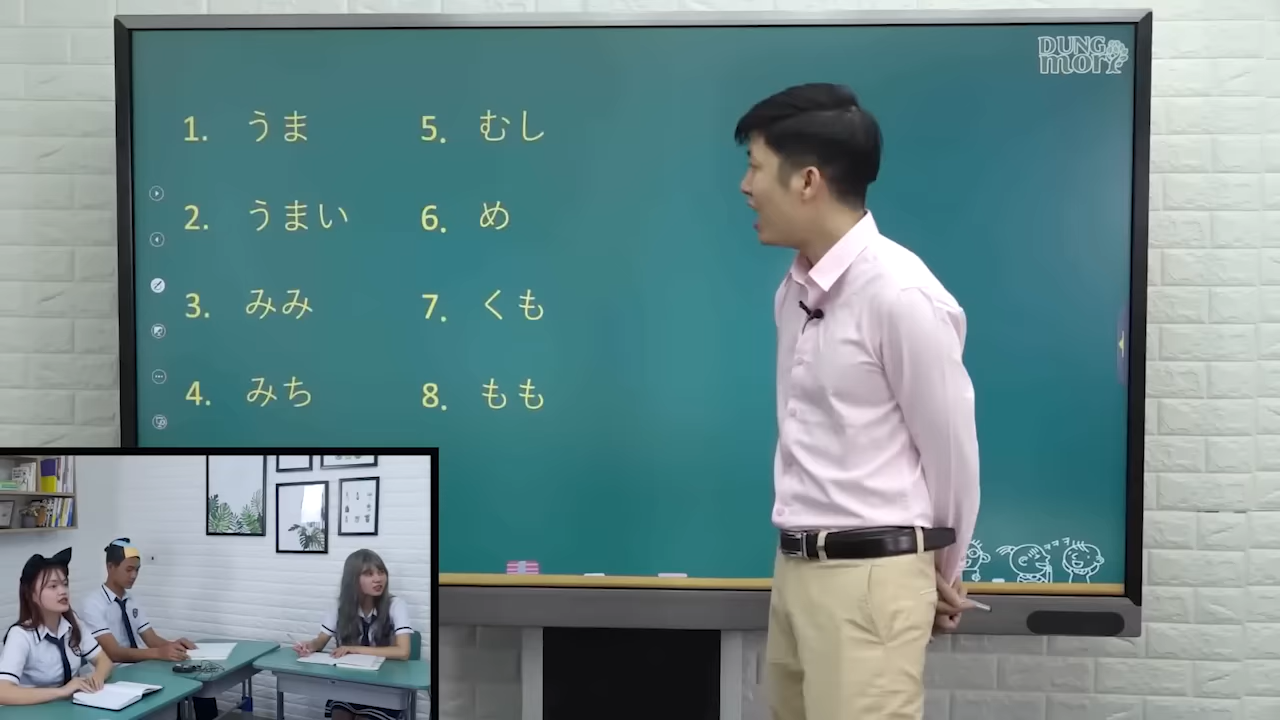 DUNG
mori
1. うま
2. うまい
3. みみ
4. みち
5. むし
6. め
7. くも
8. もも